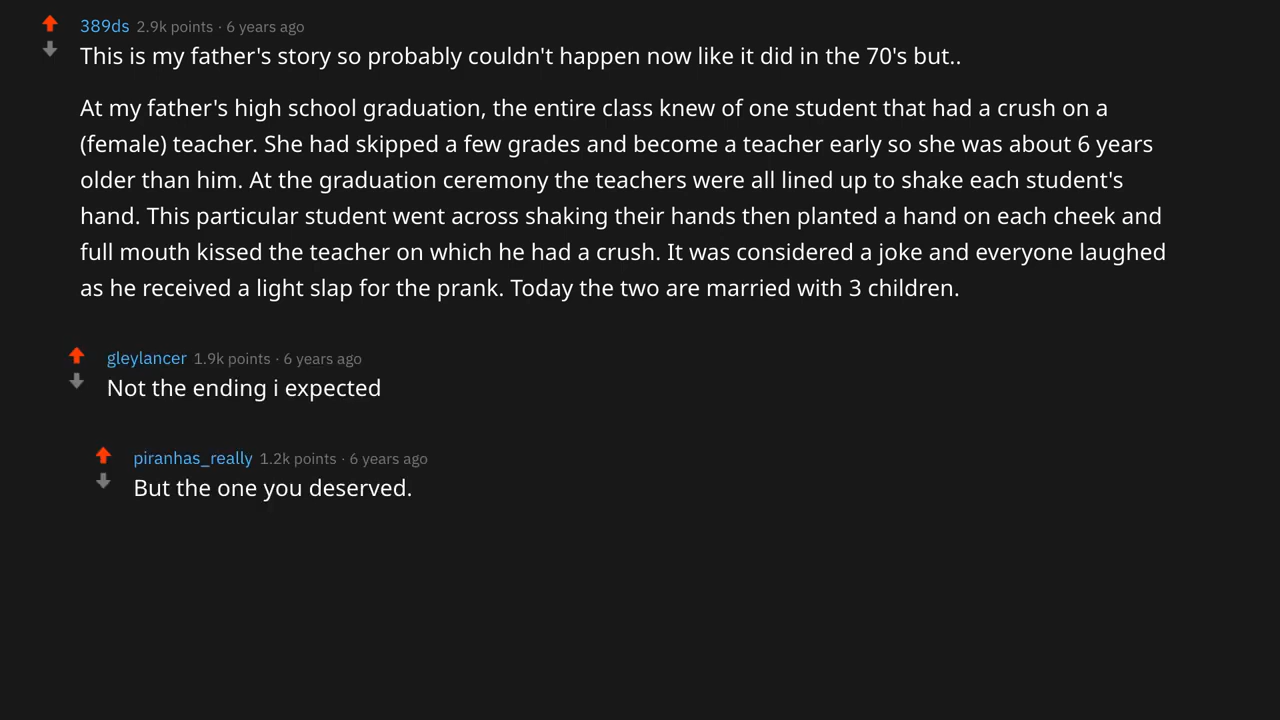 389ds 2.9k points · 6 years ago
This is my father's story so probably couldn't happen now like it did in the 70's but..
At my father's high school graduation, the entire class knew of one student that had a crush on a
(female) teacher. She had skipped a few grades and become a teacher early so she was about 6 years
older than him. At the graduation ceremony the teachers were all lined up to shake each student's
hand. This particular student went across shaking their hands then planted a hand on each cheek and
full mouth kissed the teacher on which he had a crush. It was considered a joke and everyone laughed
as he received a light slap for the prank. Today the two are married with 3 children.
gleylancer 1.9k points · 6 years ago
Not the ending i expected
piranhas_really 1.2k points · 6 years ago
But the one you deserved.